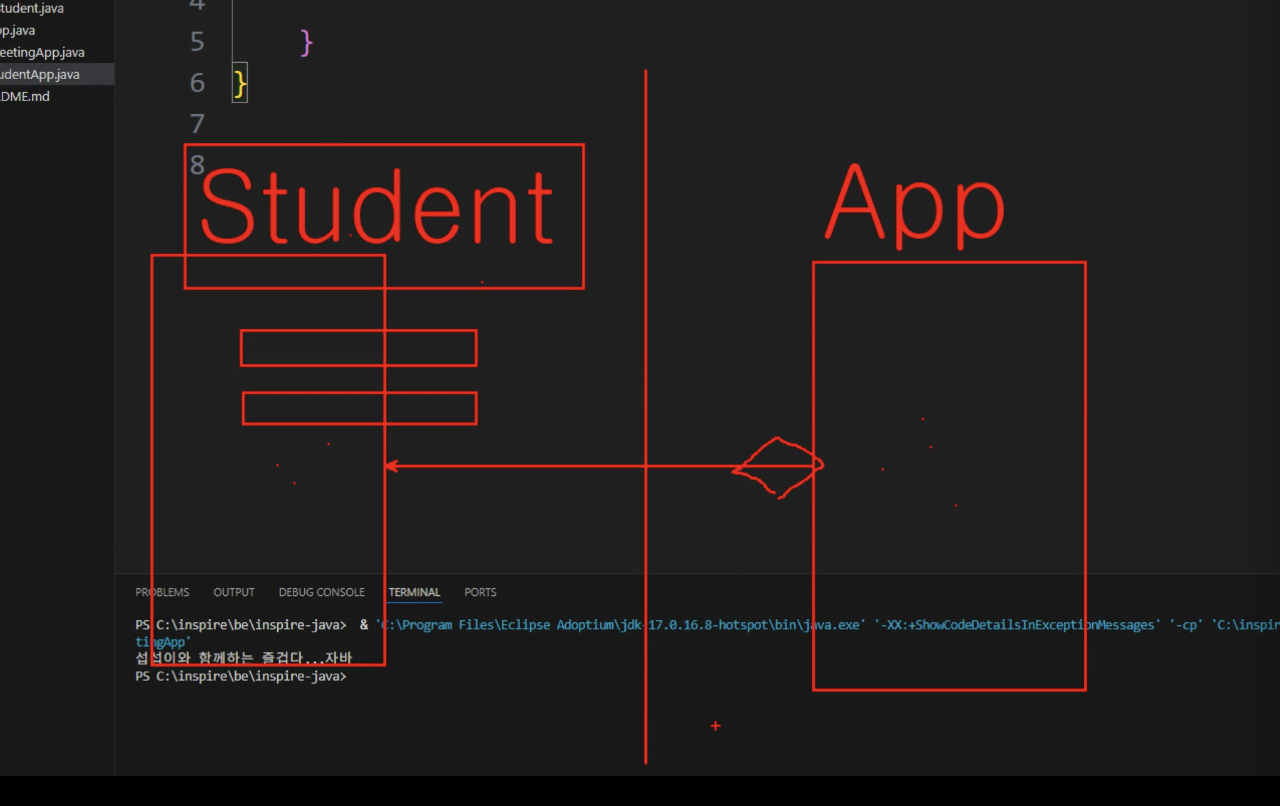 tudent.java
pp.java
eetingApp.java
udentApp.java
DME.md
4
5 }
6 }
7
8
Student
App
PROBLEMS OUTPUT DEBUG CONSOLE TERMINAL PORTS
PS C:\inspire\be\inspire-java> & 'C:\Program Files\Eclipse Adoptium\jdk-17.0.16.8-hotspot\bin\java.exe' '-XX:+ShowCodeDetailsInExceptionMessages' '-cp' 'C:\inspir
tingApp'
섭섭이와 함께하는 즐겁다...자바
PS C:\inspire\be\inspire-java>